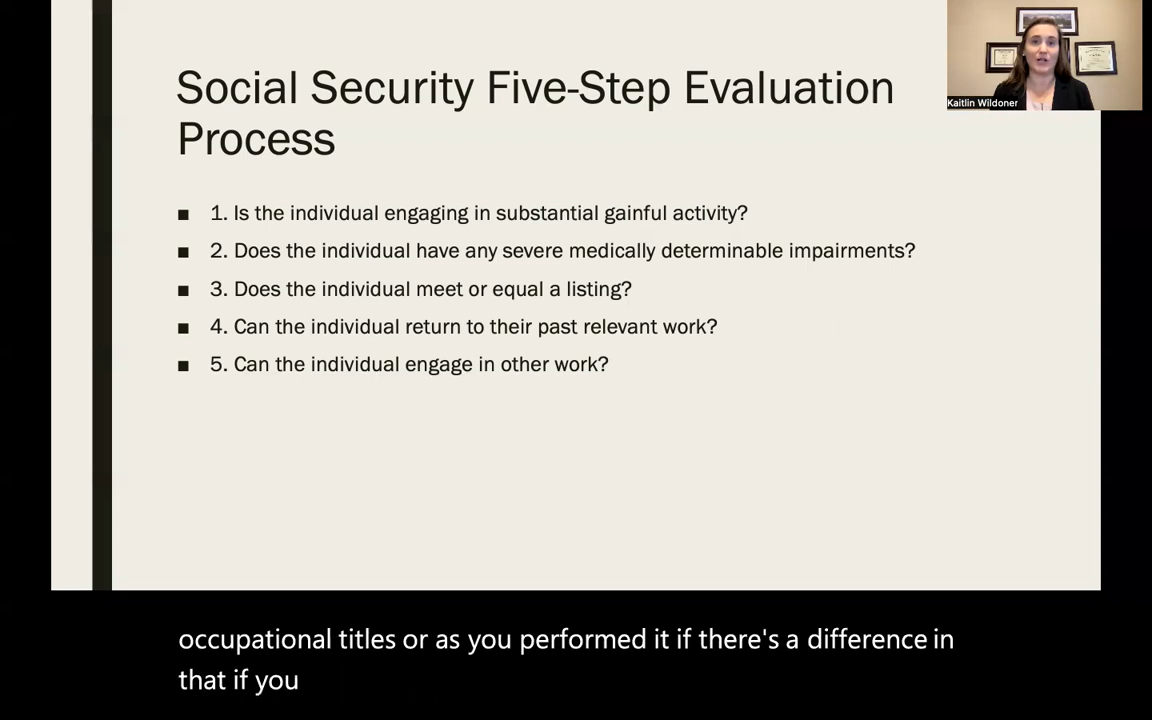 Social Security Five-Step Evaluation
Process
Kaitlin Wildoner
■ 1. Is the individual engaging in substantial gainful activity?
■ 2. Does the individual have any severe medically determinable impairments?
■ 3. Does the individual meet or equal a listing?
■ 4. Can the individual return to their past relevant work?
■ 5. Can the individual engage in other work?
occupational titles or as you performed it if there's a difference in
that if you